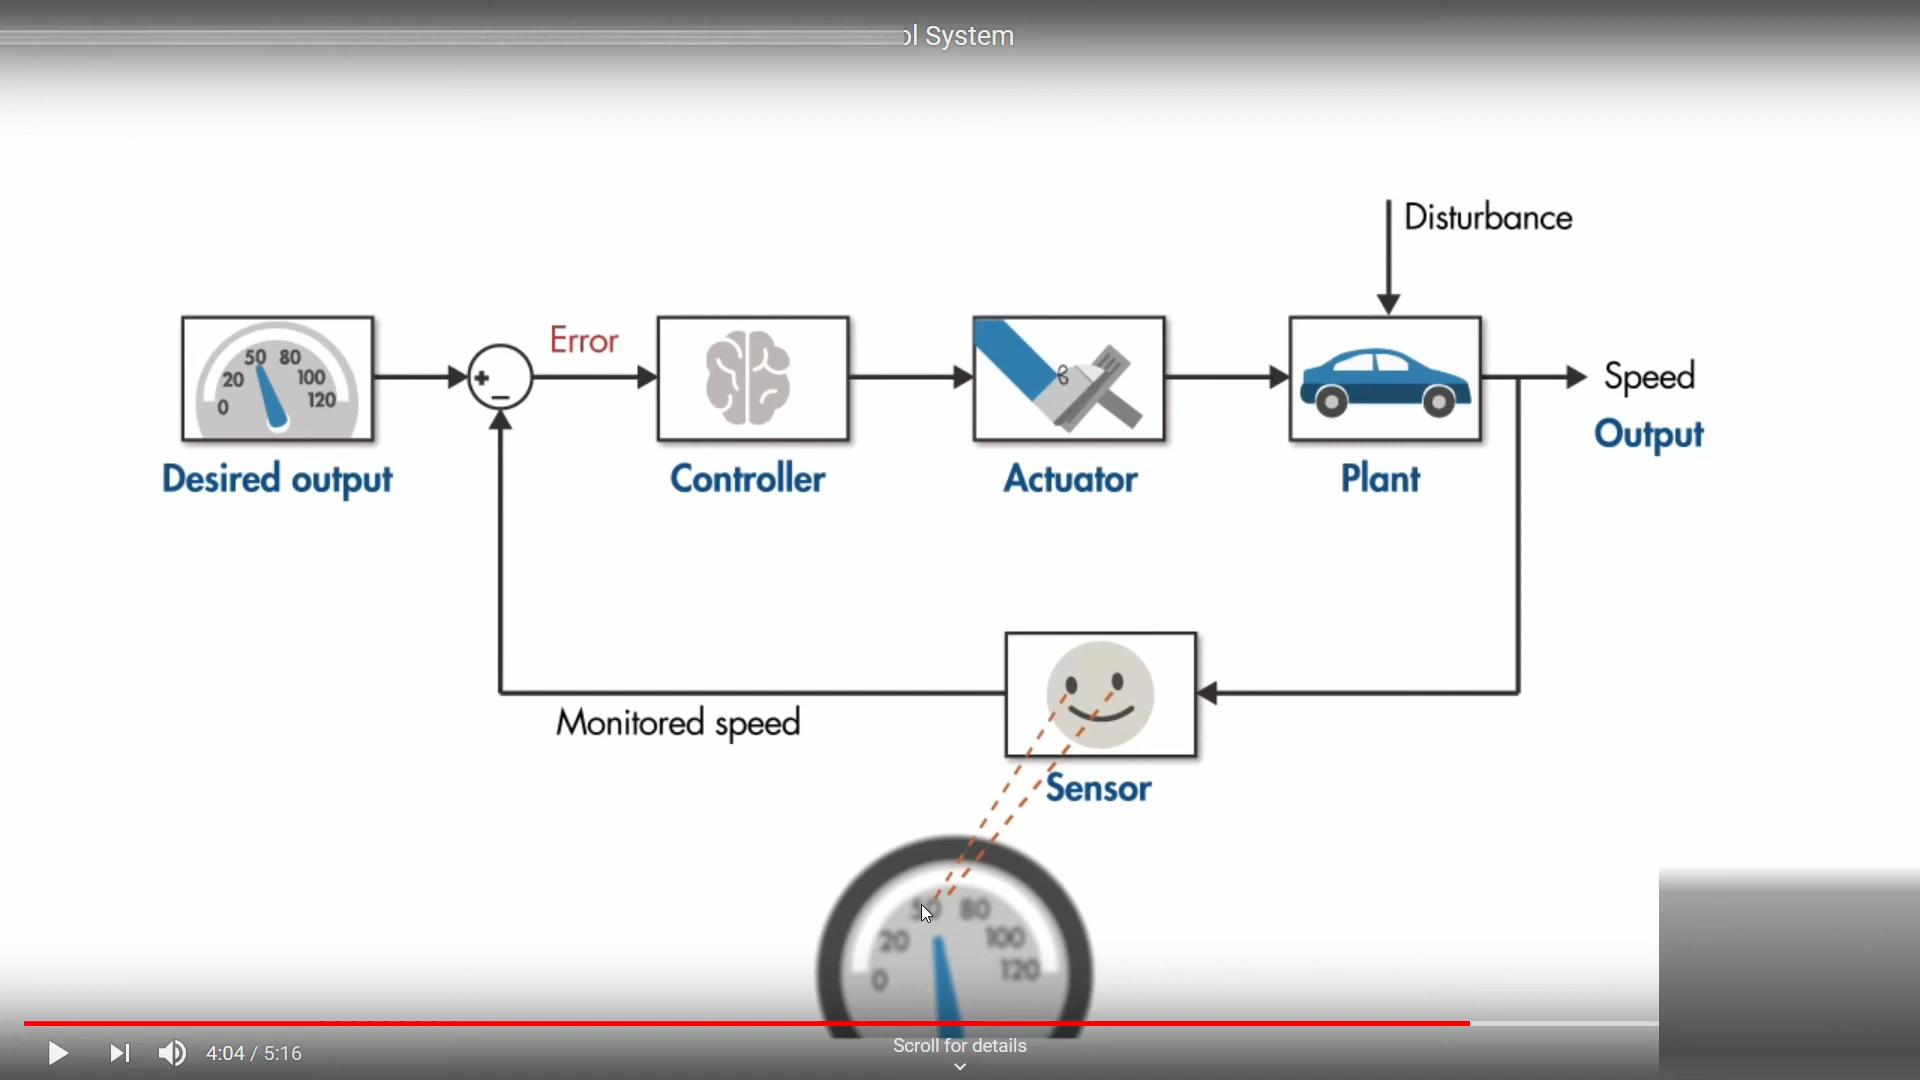 System
Disturbance
Error
50 80
20 100
0 120
+
−
Speed
Output
Desired output
Controller
Actuator
Plant
Monitored speed
Sensor
80
20 100
0 120
4:04 / 5:16
Scroll for details